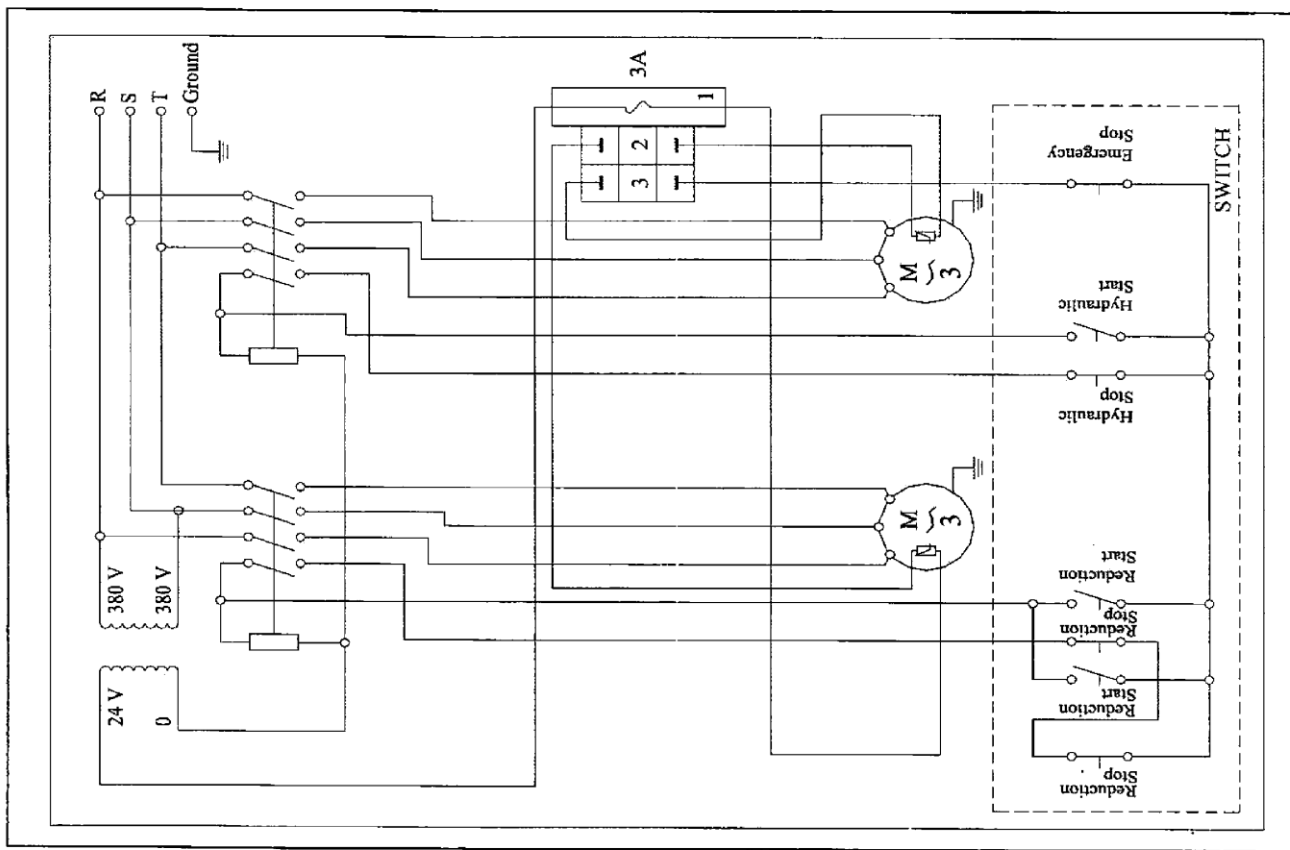 R
S
T
Ground
380 V
380 V
24 V
0
3A
1
2
3
M
3
M
3
SWITCH
Emergency
Stop
Hydraulic
Start
Hydraulic
Stop
Reduction
Start
Reduction
Stop
Reduction
Start
Reduction
Stop